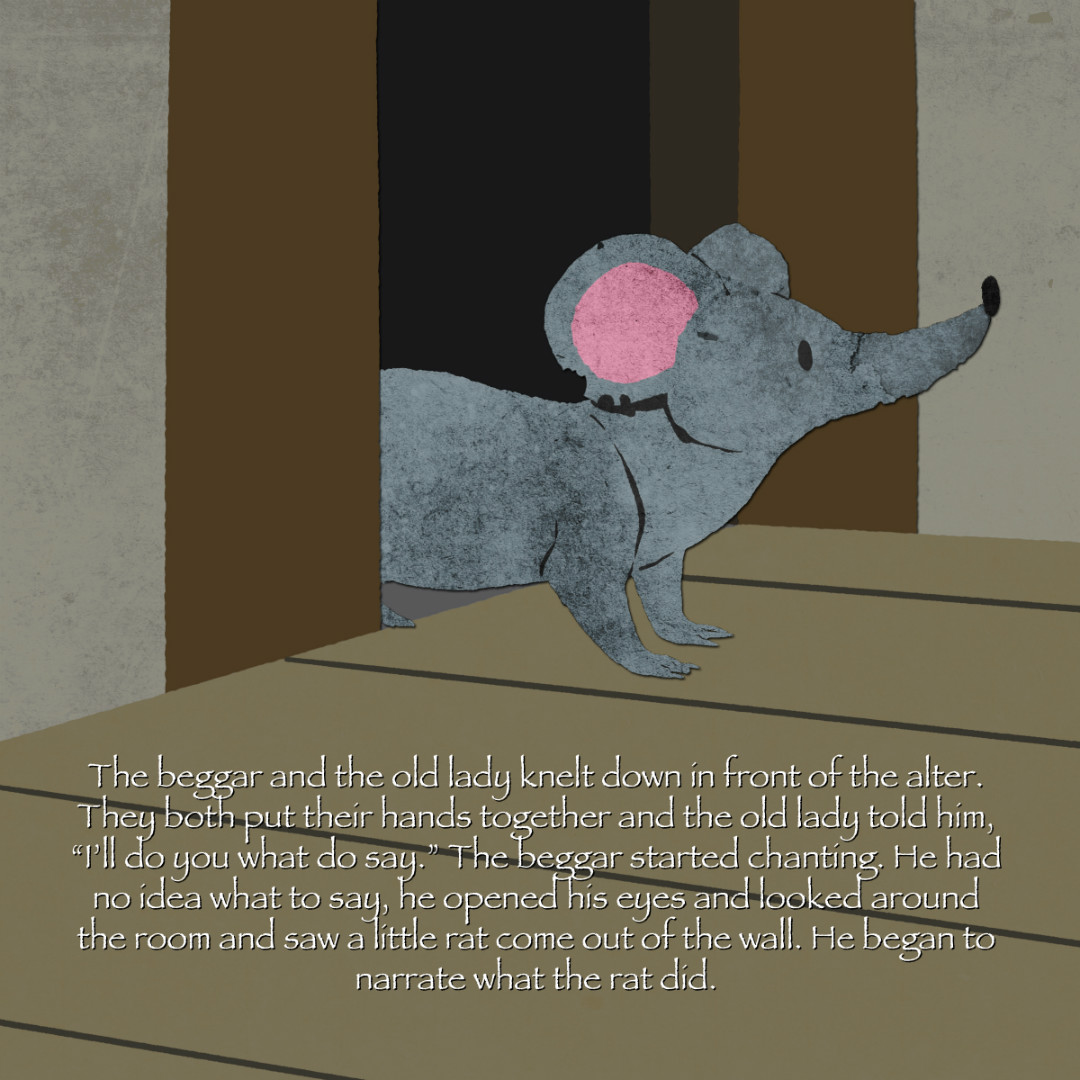 The beggar and the old lady knelt down in front of the alter.
They both put their hands together and the old lady told him,
“I’ll do you what do say.” The beggar started chanting. He had
no idea what to say, he opened his eyes and looked around
the room and saw a little rat come out of the wall. He began to
narrate what the rat did.